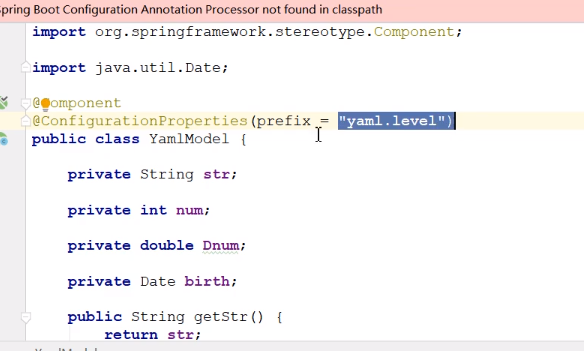 Spring Boot Configuration Annotation Processor not found in classpath
import org.springframework.stereotype.Component;
import java.util.Date;
@Component
@ConfigurationProperties(prefix = "yaml.level")
public class YamlModel {
private String str;
private int num;
private double Dnum;
private Date birth;
public String getStr() {
return str;